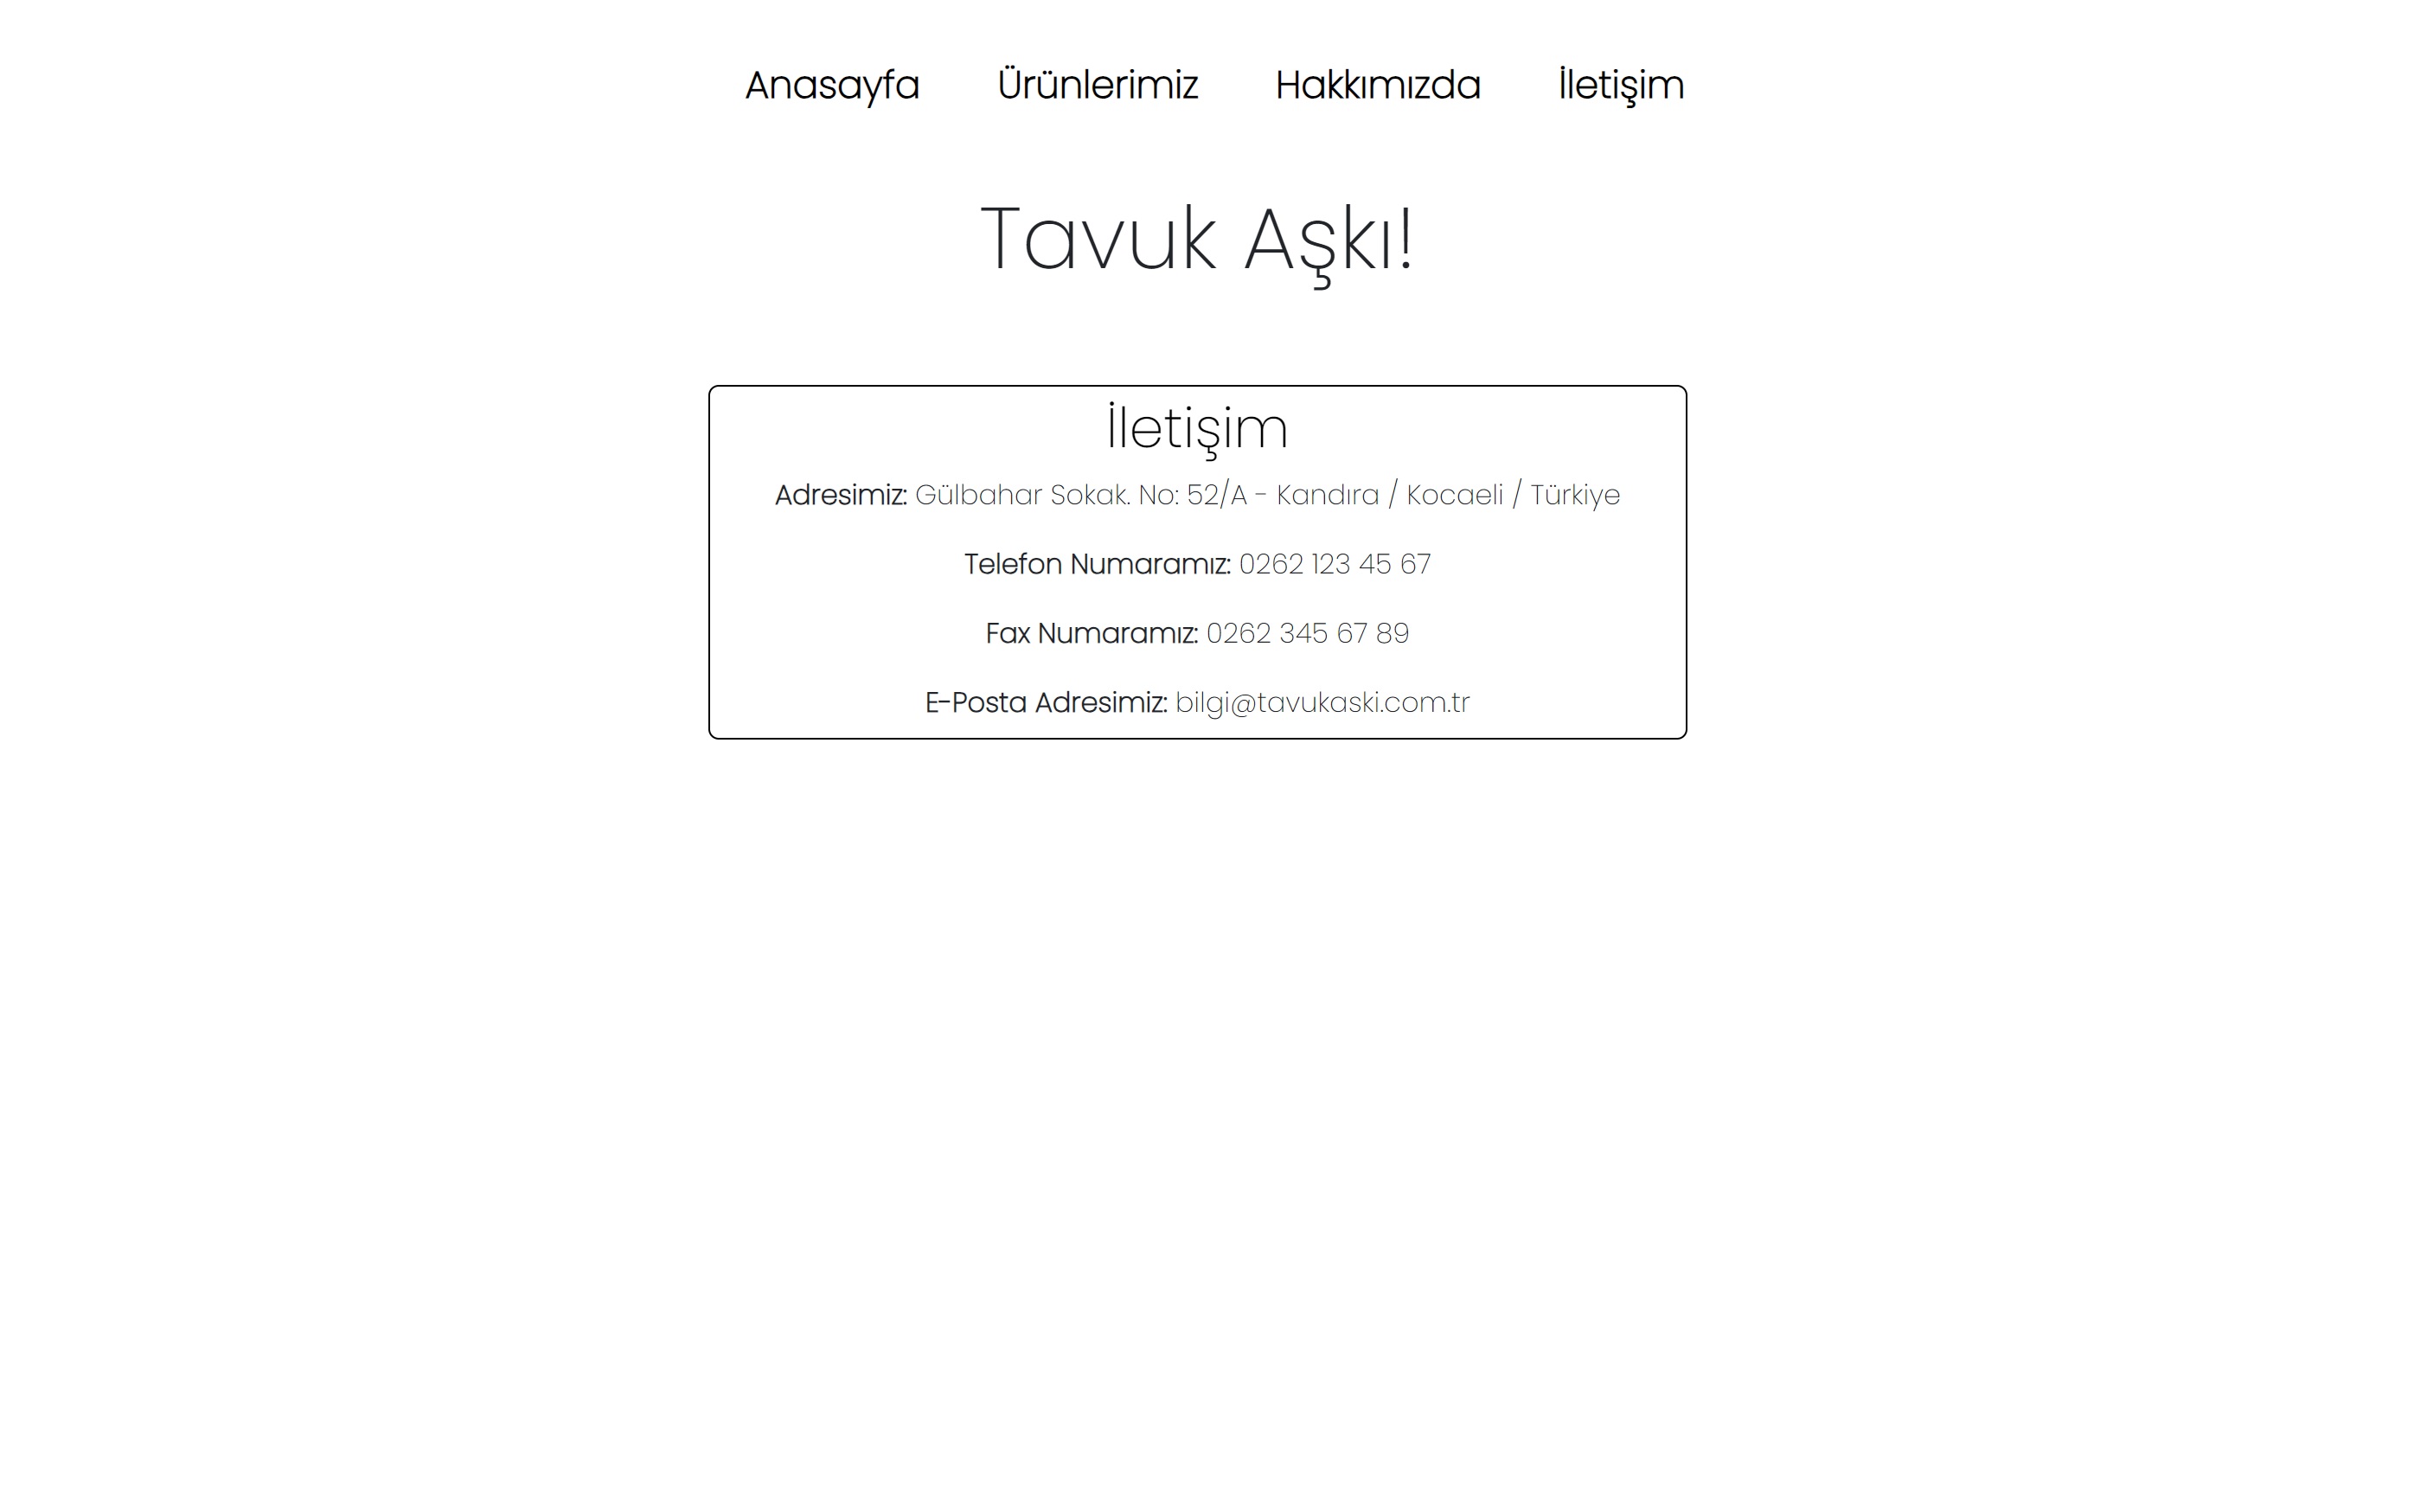 Anasayfa Ürünlerimiz Hakkımızda İletişim
Tavuk Aşkı!
İletişim
Adresimiz: Gülbahar Sokak. No: 52/A - Kandıra / Kocaeli / Türkiye
Telefon Numaramız: 0262 123 45 67
Fax Numaramız: 0262 345 67 89
E-Posta Adresimiz: bilgi@tavukaski.com.tr